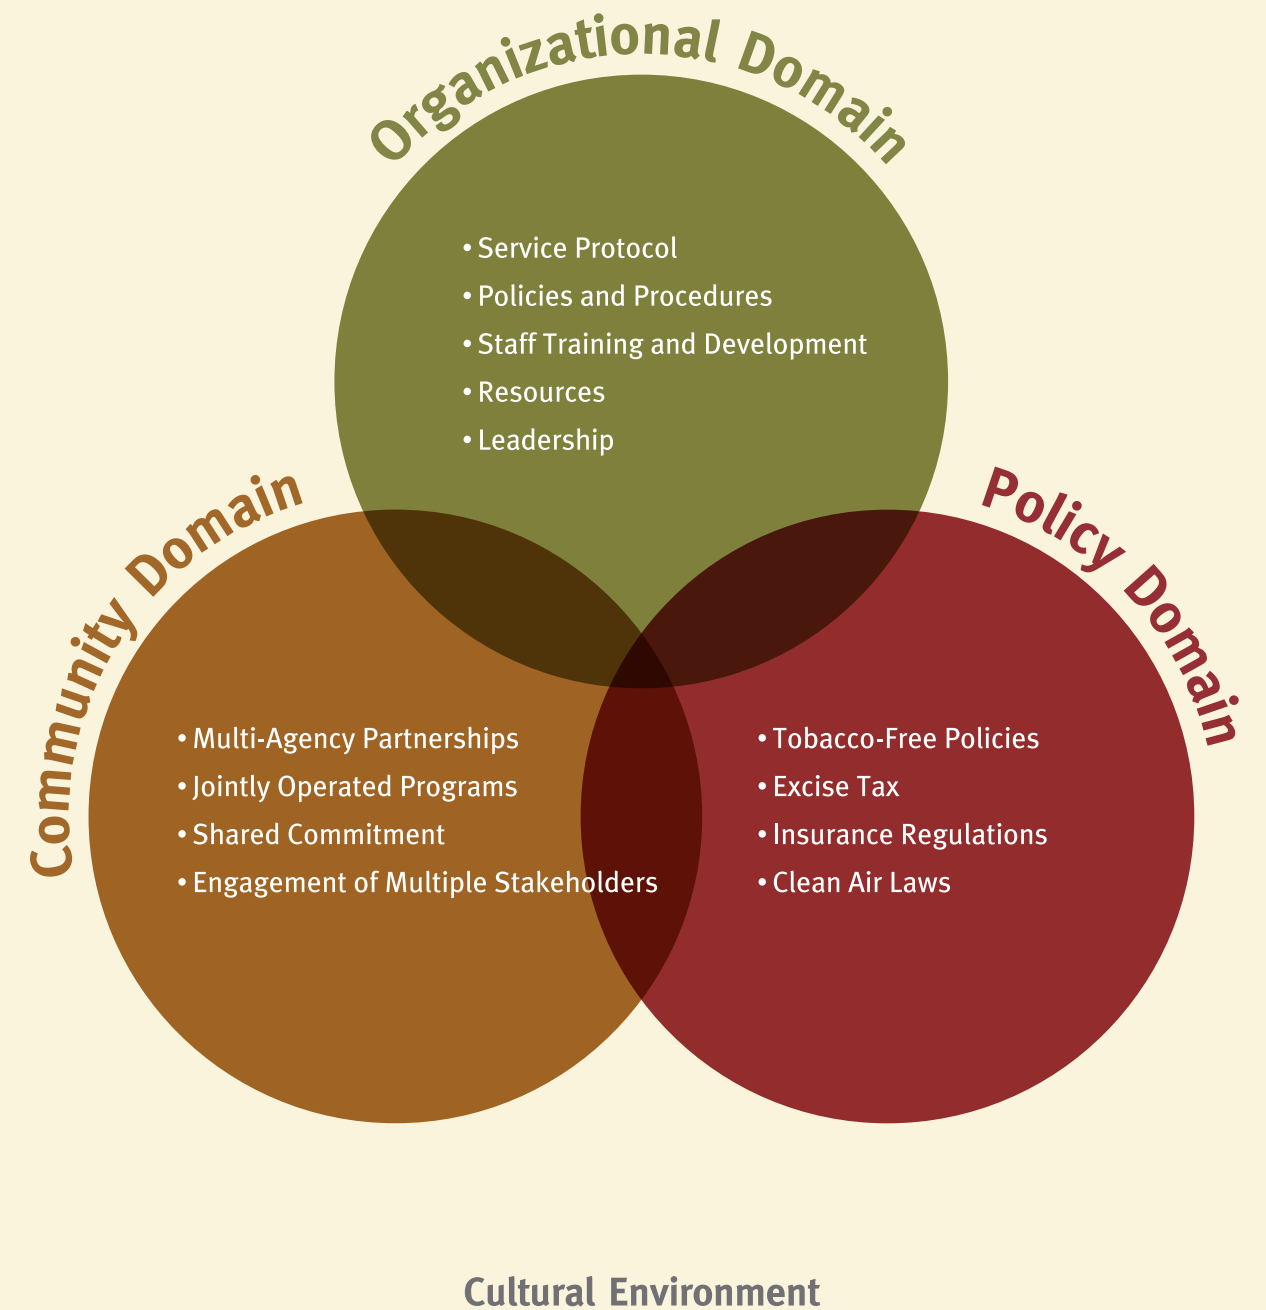 Organizational Domain
• Service Protocol
• Policies and Procedures
• Staff Training and Development
• Resources
• Leadership
Community Domain
• Multi-Agency Partnerships
• Jointly Operated Programs
• Shared Commitment
• Engagement of Multiple Stakeholders
Policy Domain
• Tobacco-Free Policies
• Excise Tax
• Insurance Regulations
• Clean Air Laws
Cultural Environment